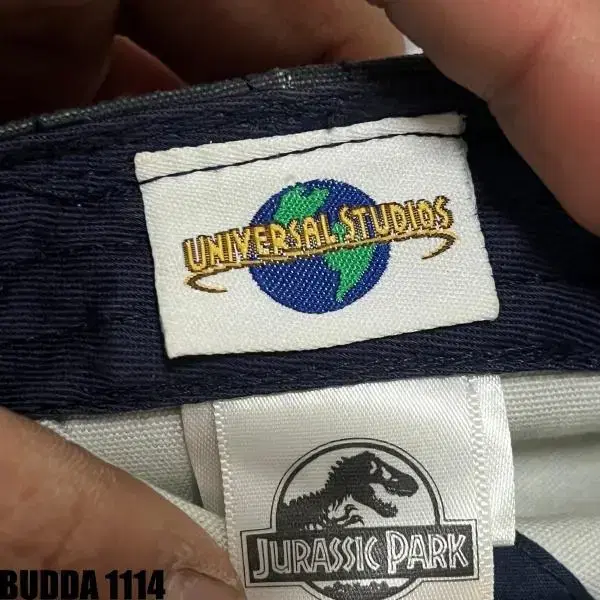 UNIVERSAL STUDIOS
JURASSIC PARK
BUDDA 1114